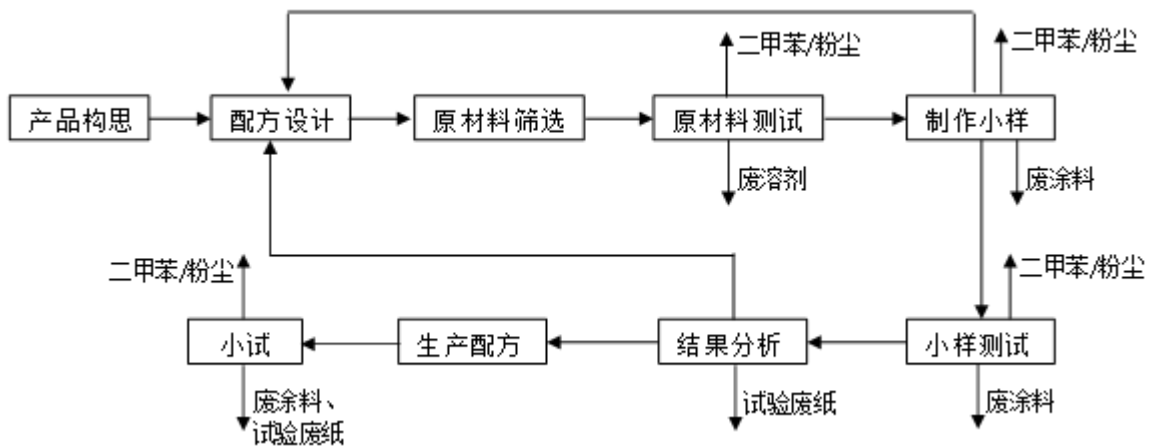 二甲苯/粉尘
二甲苯/粉尘
产品构思
配方设计
原材料筛选
原材料测试
制作小样
废溶剂
废涂料
二甲苯/粉尘
二甲苯/粉尘
小试
生产配方
结果分析
小样测试
废涂料、
试验废纸
试验废纸
废涂料